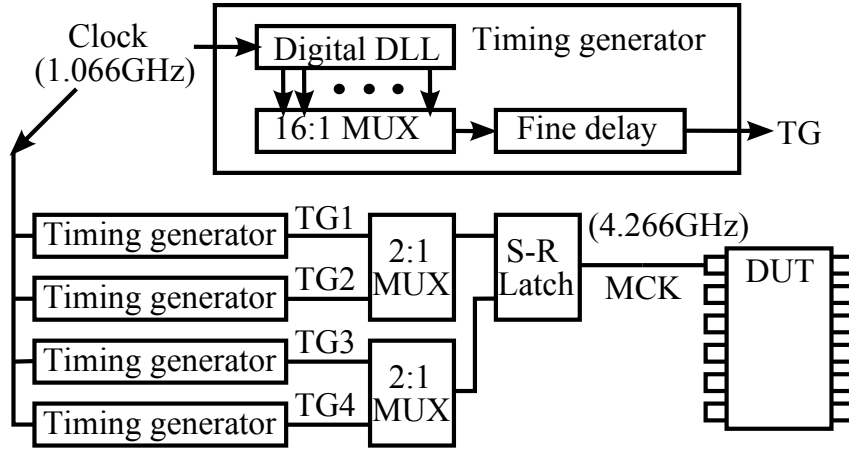 Clock
(1.066GHz)
Digital DLL
Timing generator
16:1 MUX
Fine delay
TG
Timing generator
TG1
Timing generator
TG2
2:1
MUX
Timing generator
TG3
Timing generator
TG4
2:1
MUX
S-R
Latch
(4.266GHz)
MCK
DUT